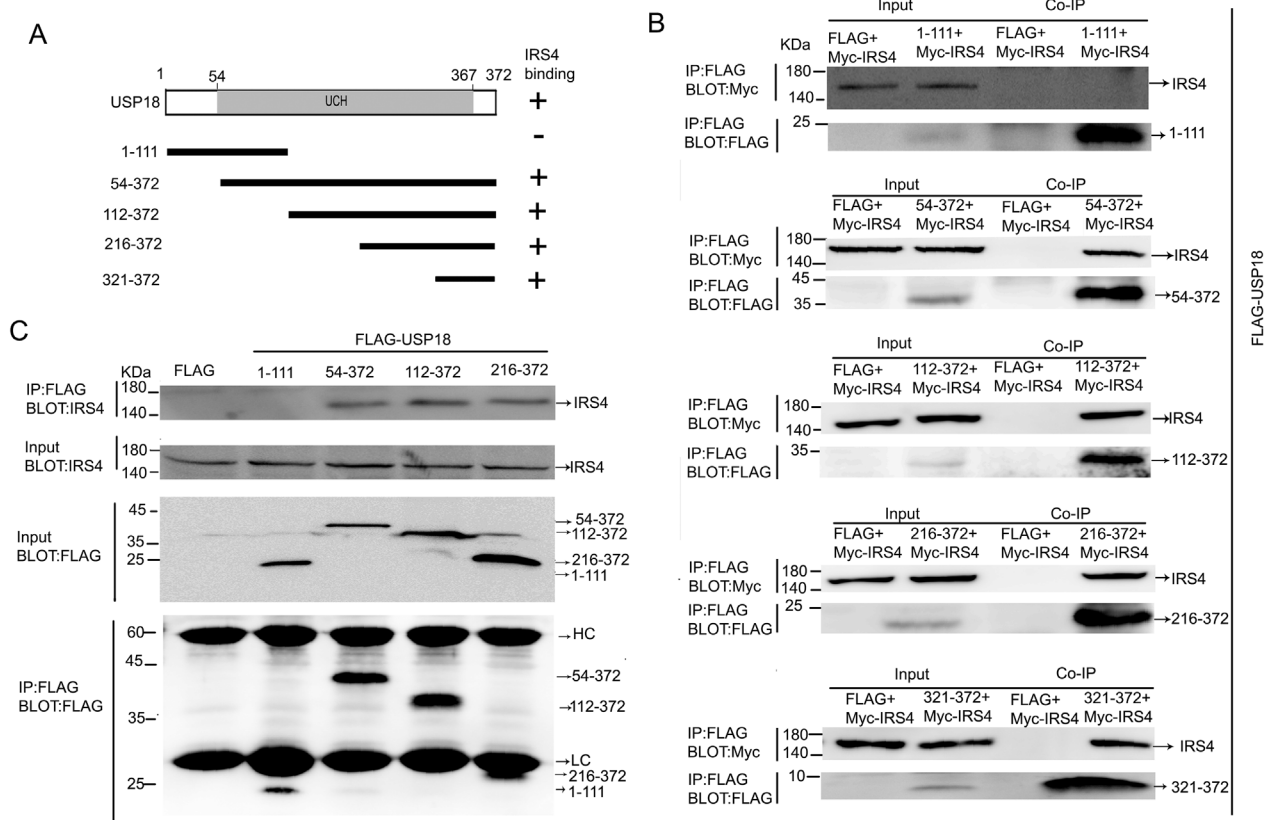 A
IRS4
binding
1
54
367
372
USP18
UCH
+
-
1-111
54-372
+
112-372
+
216-372
+
321-372
+
B
Input
Co-IP
KDa
FLAG+
Myc-IRS4
1-111+
Myc-IRS4
FLAG+
Myc-IRS4
1-111+
Myc-IRS4
IP:FLAG
BLOT:Myc
180
140
→IRS4
IP:FLAG
BLOT:FLAG
25
→1-111
Input
Co-IP
FLAG+
Myc-IRS4
54-372+
Myc-IRS4
FLAG+
Myc-IRS4
54-372+
Myc-IRS4
IP:FLAG
BLOT:Myc
180
140
→IRS4
IP:FLAG
BLOT:FLAG
45
35
→54-372
Input
Co-IP
FLAG+
Myc-IRS4
112-372+
Myc-IRS4
FLAG+
Myc-IRS4
112-372+
Myc-IRS4
IP:FLAG
BLOT:Myc
180
140
→IRS4
IP:FLAG
BLOT:FLAG
35
→112-372
Input
Co-IP
FLAG+
Myc-IRS4
216-372+
Myc-IRS4
FLAG+
Myc-IRS4
216-372+
Myc-IRS4
IP:FLAG
BLOT:Myc
180
140
→IRS4
IP:FLAG
BLOT:FLAG
25
→216-372
Input
Co-IP
FLAG+
Myc-IRS4
321-372+
Myc-IRS4
FLAG+
Myc-IRS4
321-372+
Myc-IRS4
IP:FLAG
BLOT:Myc
180
140
→ IRS4
IP:FLAG
BLOT:FLAG
10
→321-372
FLAG-USP18
C
FLAG-USP18
KDa
FLAG
1-111
54-372
112-372
216-372
IP:FLAG
BLOT:IRS4
180
140
→IRS4
Input
BLOT:IRS4
180
140
→IRS4
Input
BLOT:FLAG
45
35
25
→54-372
→112-372
→216-372
→1-111
IP:FLAG
BLOT:FLAG
60
45
35
25
→HC
→54-372
→112-372
→LC
→216-372
→1-111